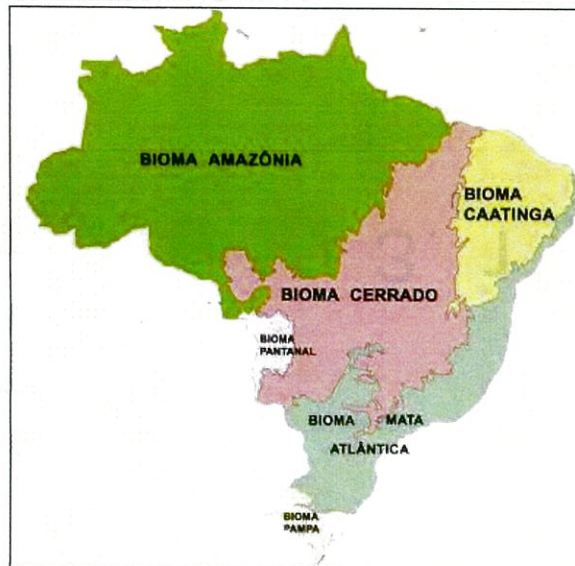 BIOMA AMAZÔNIA
BIOMA
CAATINGA
BIOMA CERRADO
BIOMA
PANTANAL
BIOMA MATA
ATLÂNTICA
BIOMA
PAMPA